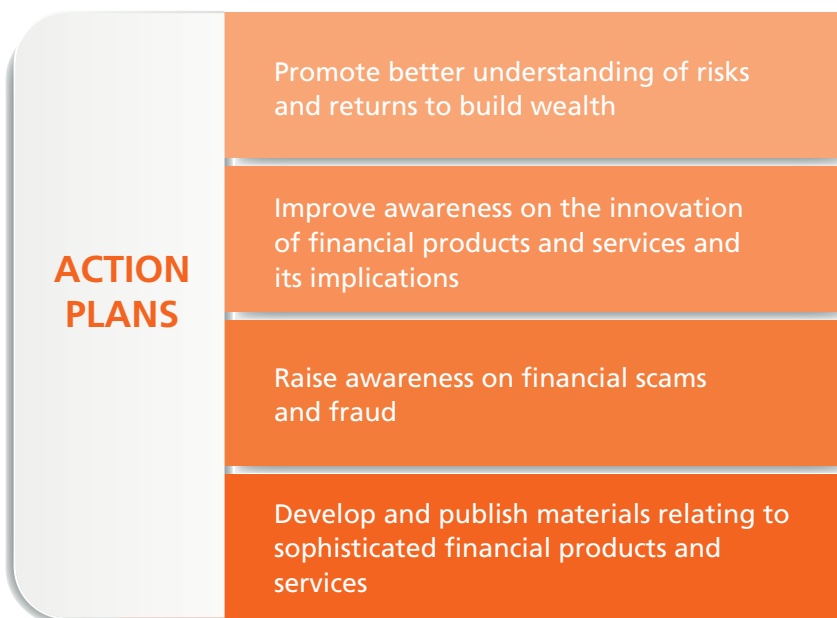 ACTION
PLANS
Promote better understanding of risks
and returns to build wealth
Improve awareness on the innovation
of financial products and services and
its implications
Raise awareness on financial scams
and fraud
Develop and publish materials relating to
sophisticated financial products and
services